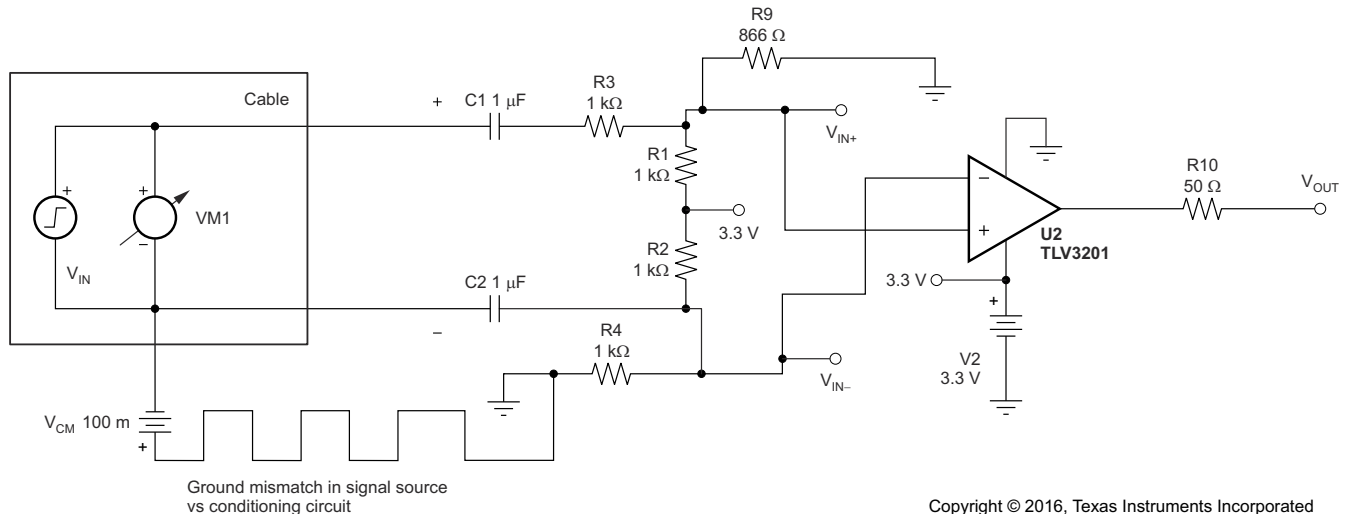 R9
866 Ω
Cable
+
C1 1 µF
R3
1 kΩ
VIN+
R1
1 kΩ
R10
50 Ω
VOUT
+
+
−
VM1
−
+
U2
TLV3201
3.3 V
R2
1 kΩ
VIN
C2 1 µF
−
3.3 V
+
R4
1 kΩ
VIN−
V2
3.3 V
VCM 100 m
+
Ground mismatch in signal source
vs conditioning circuit
Copyright © 2016, Texas Instruments Incorporated